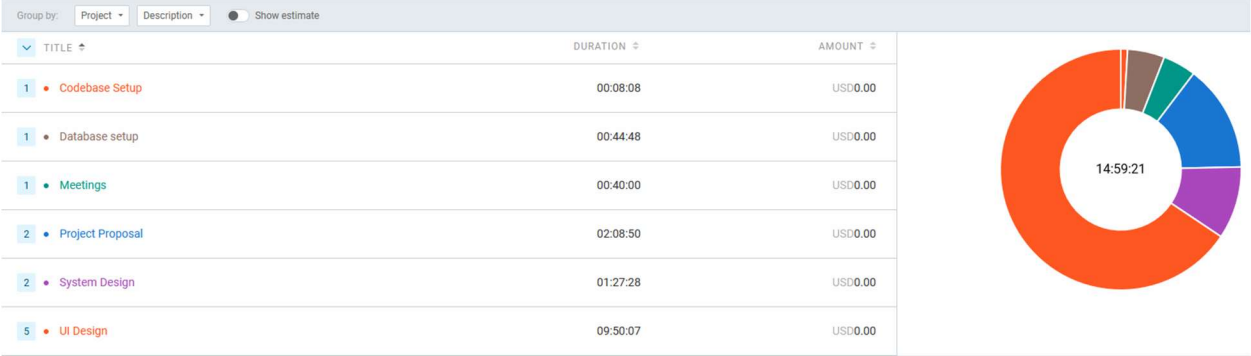 Group by: Project Description Show estimate
TITLE DURATION AMOUNT
1 Codebase Setup 00:08:08 USD0.00
1 Database setup 00:44:48 USD0.00
1 Meetings 00:40:00 USD0.00
2 Project Proposal 02:08:50 USD0.00
2 System Design 01:27:28 USD0.00
5 UI Design 09:50:07 USD0.00
14:59:21